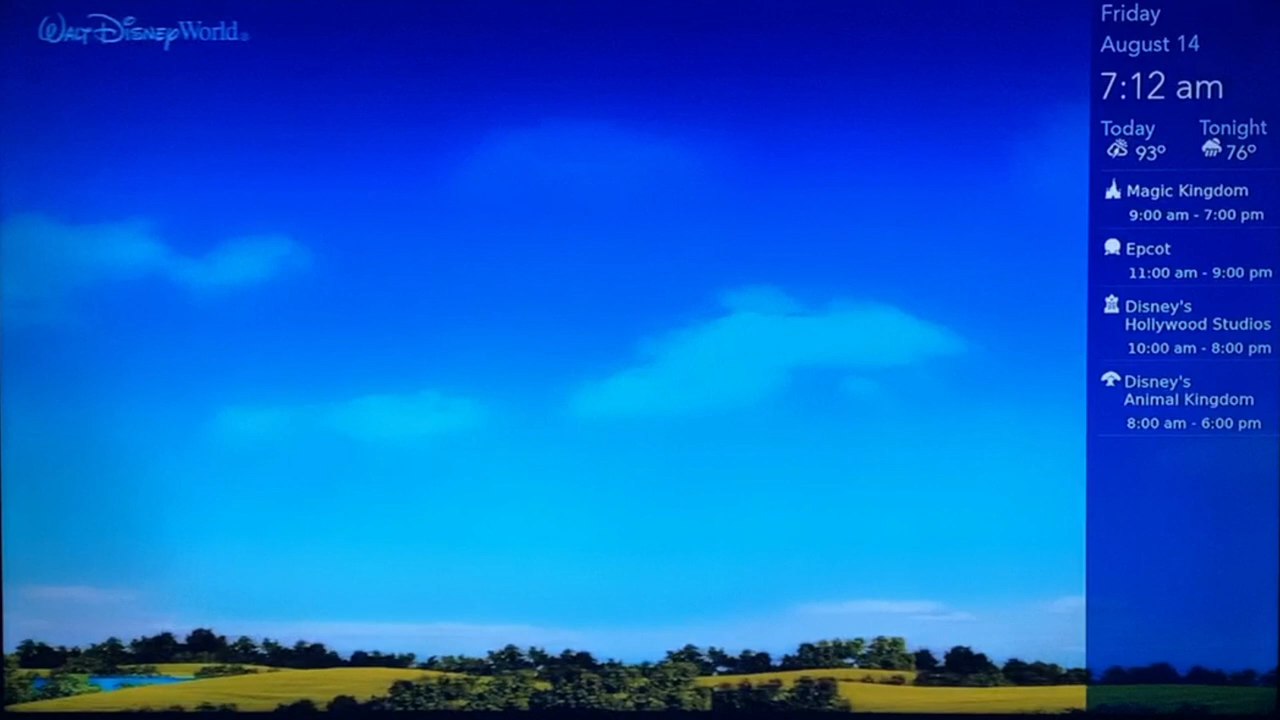 Walt Disney World
Friday
August 14
7:12 am
Today Tonight
93° 76°
Magic Kingdom
9:00 am - 7:00 pm
Epcot
11:00 am - 9:00 pm
Disney's
Hollywood Studios
10:00 am - 8:00 pm
Disney's
Animal Kingdom
8:00 am - 6:00 pm